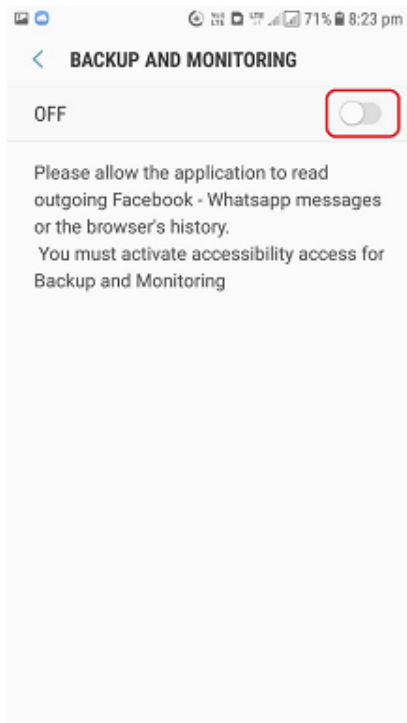 71% 8:23 pm
BACKUP AND MONITORING
OFF
Please allow the application to read
outgoing Facebook - Whatsapp messages
or the browser's history.
You must activate accessibility access for
Backup and Monitoring